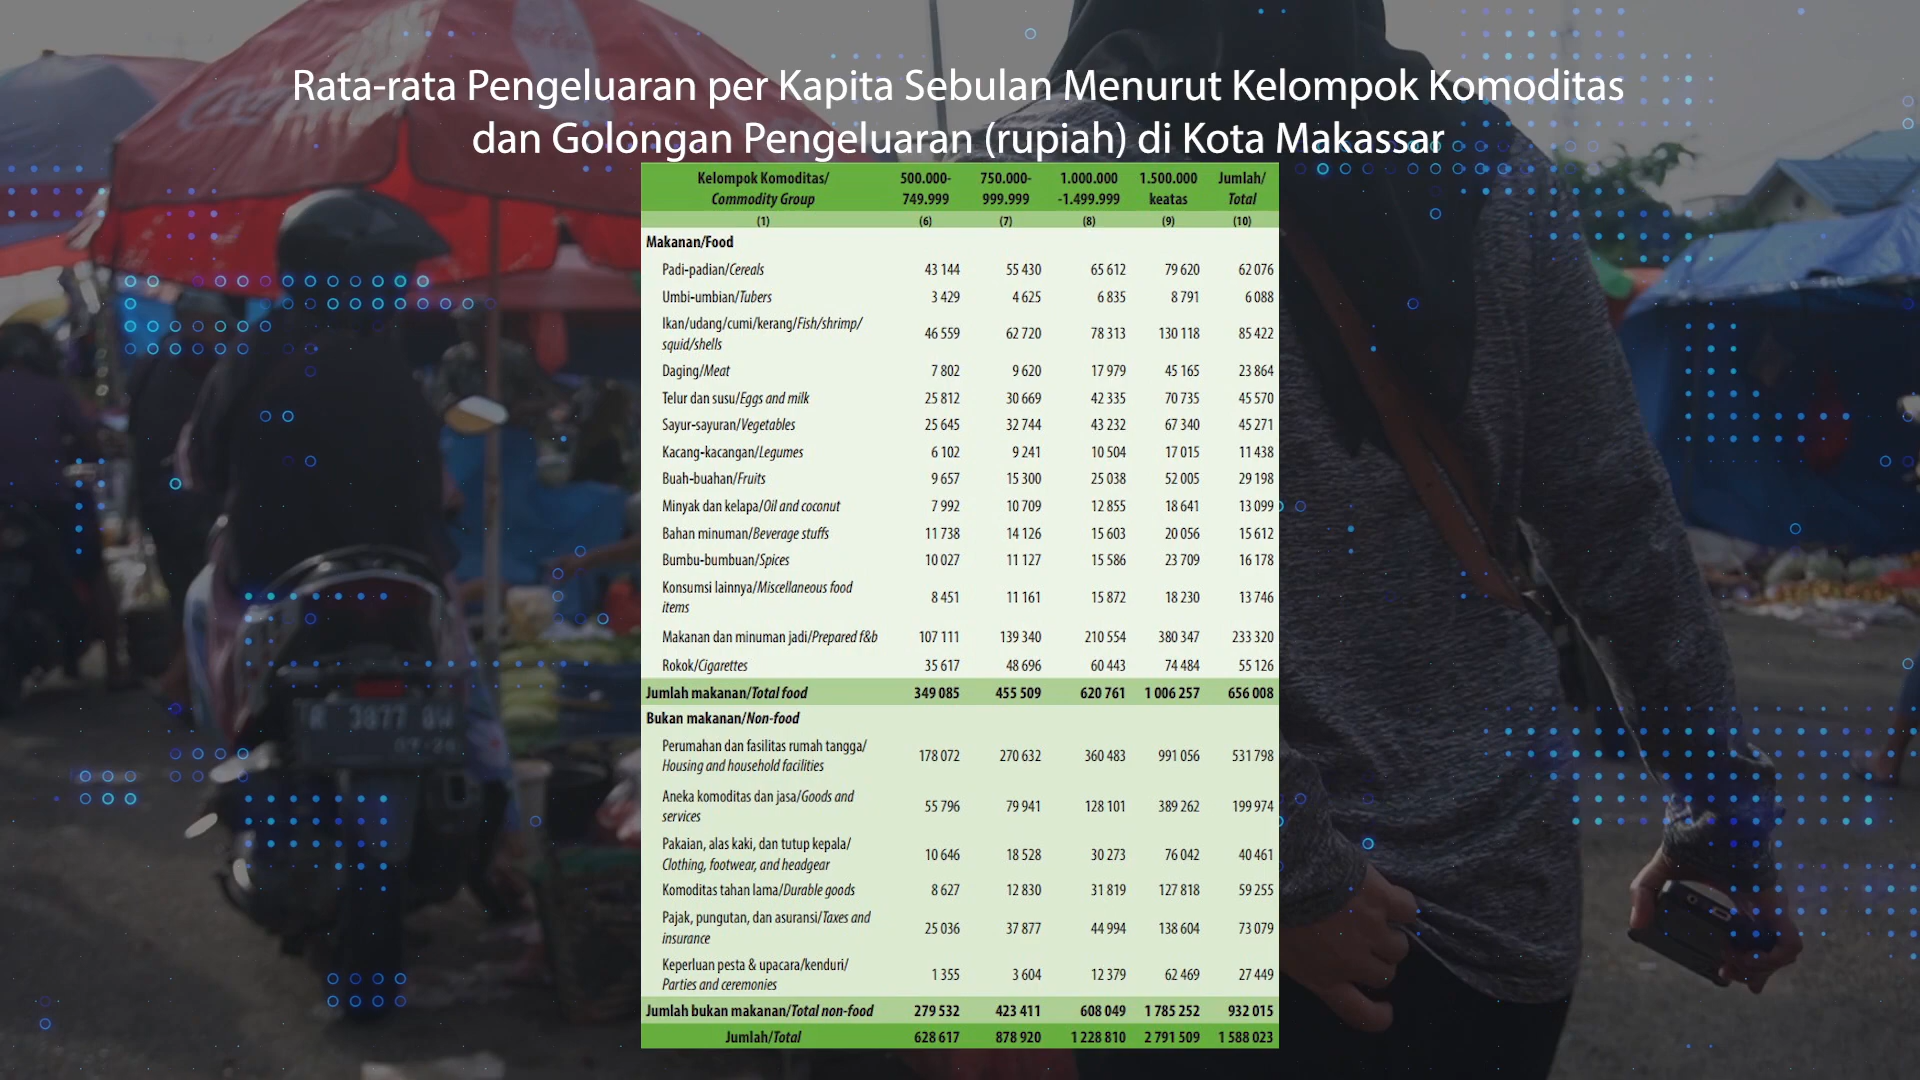 Rata-rata Pengeluaran per Kapita Sebulan Menurut Kelompok Komoditas
dan Golongan Pengeluaran (rupiah) di Kota Makassar
Kelompok Komoditas/ 500.000- 750.000- 1.000.000 1.500.000 Jumlah/
Commodity Group 749.999 999.999 -1.499.999 keatas Total
(1) (6) (7) (8) (9) (10)
Makanan/Food
Padi-padian/Cereals 43 144 55 430 65 612 79 620 62 076
Umbi-umbian/Tubers 3 429 4 625 6 835 8 791 6 088
Ikan/udang/cumi/kerang/Fish/shrimp/
squid/shells 46 559 62 720 78 313 130 118 85 422
Daging/Meat 7 802 9 620 17 979 45 165 23 864
Telur dan susu/Eggs and milk 25 812 30 669 42 335 70 735 45 570
Sayur-sayuran/Vegetables 25 645 32 744 43 232 67 340 45 271
Kacang-kacangan/Legumes 6 102 9 241 10 504 17 015 11 438
Buah-buahan/Fruits 9 657 15 300 25 038 52 005 29 198
Minyak dan kelapa/Oil and coconut 7 992 10 709 12 855 18 641 13 099
Bahan minuman/Beverage stuffs 11 738 14 126 15 603 20 056 15 612
Bumbu-bumbuan/Spices 10 027 11 127 15 586 23 709 16 178
Konsumsi lainnya/Miscellaneous food
items 8 451 11 161 15 872 18 230 13 746
Makanan dan minuman jadi/Prepared f&b 107 111 139 340 210 554 380 347 233 320
Rokok/Cigarettes 35 617 48 696 60 443 74 484 55 126
Jumlah makanan/Total food 349 085 455 509 620 761 1 006 257 656 008
Bukan makanan/Non-food
Perumahan dan fasilitas rumah tangga/
Housing and household facilities 178 072 270 632 360 483 991 056 531 798
Aneka komoditas dan jasa/Goods and
services 55 796 79 941 128 101 389 262 199 974
Pakaian, alas kaki, dan tutup kepala/
Clothing, footwear, and headgear 10 646 18 528 30 273 76 042 40 461
Komoditas tahan lama/Durable goods 8 627 12 830 31 819 127 818 59 255
Pajak, pungutan, dan asuransi/Taxes and
insurance 25 036 37 877 44 994 138 604 73 079
Keperluan pesta & upacara/kenduri/
Parties and ceremonies 1 355 3 604 12 379 62 469 27 449
Jumlah bukan makanan/Total non-food 279 532 423 411 608 049 1 785 252 932 015
Jumlah/Total 628 617 878 920 1 228 810 2 791 509 1 588 023